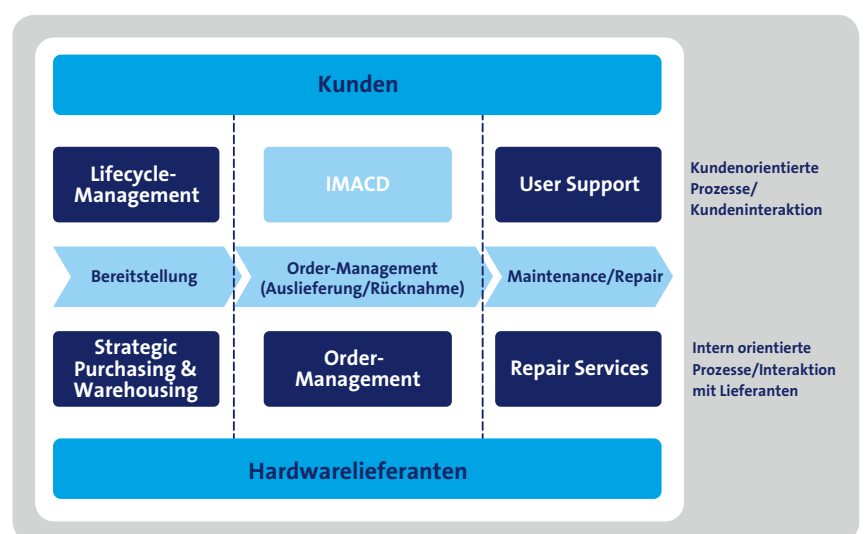 Kunden
Lifecycle-
Management
IMACD
User Support
Kundenorientierte
Prozesse/
Kundeninteraktion
Bereitstellung
Order-Management
(Auslieferung/Rücknahme)
Maintenance/Repair
Strategic
Purchasing &
Warehousing
Order-
Management
Repair Services
Intern orientierte
Prozesse/Interaktion
mit Lieferanten
Hardwarelieferanten